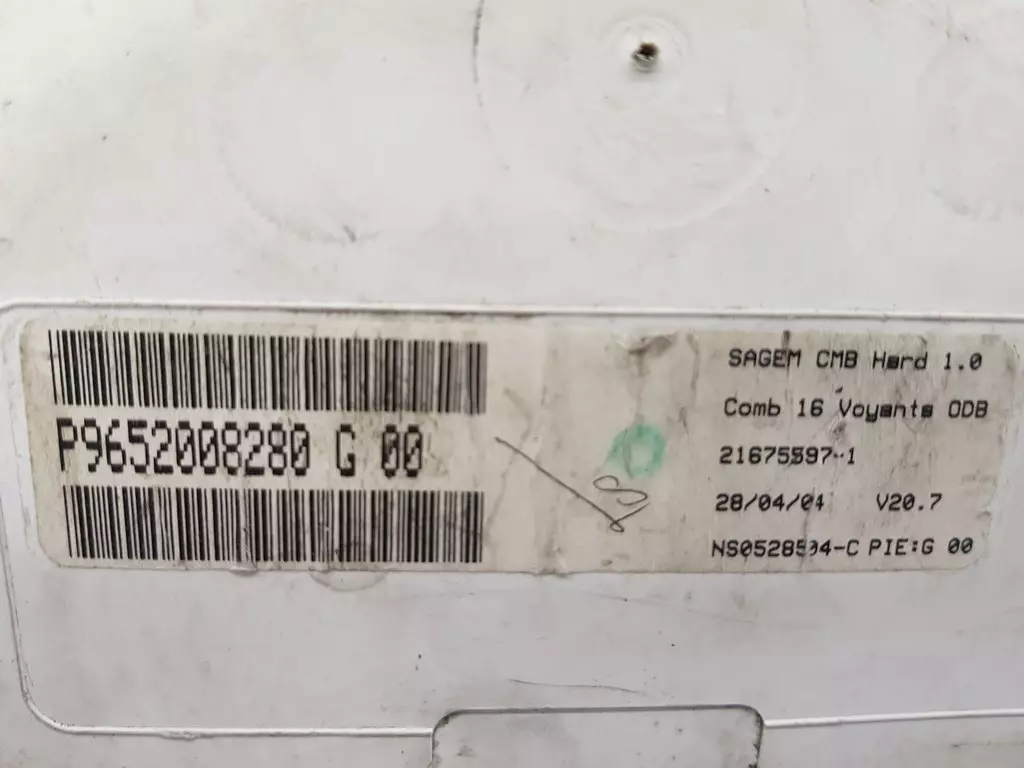 P9652008280 G 00
SAGEM CMB Hard 1.0
Comb 16 Voyants ODB
21675597-1
28/04/04 V20.7
PIE:G 00